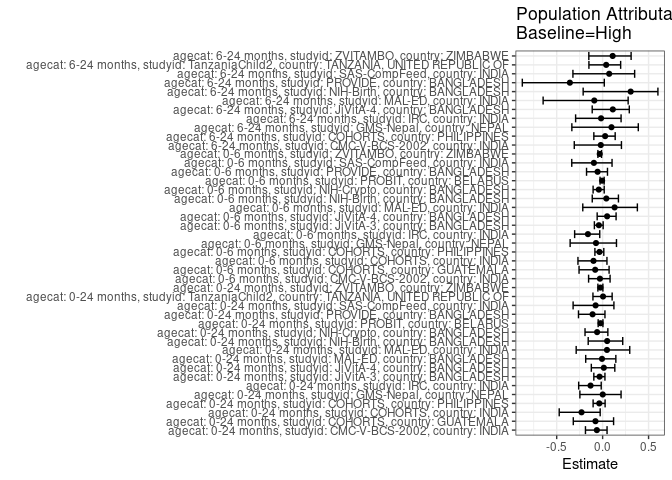 Population Attributa
Baseline=High
agecat: 6-24 months, studyid: ZVITAMBO, country: ZIMBABWE
agecat: 6-24 months, studyid: TanzaniaChild2, country: TANZANIA, UNITED REPUBLIC OF
agecat: 6-24 months, studyid: SAS-CompFeed, country: INDIA
agecat: 6-24 months, studyid: PROVIDE, country: BANGLADESH
agecat: 6-24 months, studyid: NIH-Birth, country: BANGLADESH
agecat: 6-24 months, studyid: MAL-ED, country: INDIA
agecat: 6-24 months, studyid: JiVitA-4, country: BANGLADESH
agecat: 6-24 months, studyid: IRC, country: INDIA
agecat: 6-24 months, studyid: GMS-Nepal, country: NEPAL
agecat: 6-24 months, studyid: COHORTS, country: PHILIPPINES
agecat: 6-24 months, studyid: CMC-V-BCS-2002, country: INDIA
agecat: 0-6 months, studyid: ZVITAMBO, country: ZIMBABWE
agecat: 0-6 months, studyid: SAS-CompFeed, country: INDIA
agecat: 0-6 months, studyid: PROVIDE, country: BANGLADESH
agecat: 0-6 months, studyid: PROBIT, country: BELARUS
agecat: 0-6 months, studyid: NIH-Crypto, country: BANGLADESH
agecat: 0-6 months, studyid: NIH-Birth, country: BANGLADESH
agecat: 0-6 months, studyid: MAL-ED, country: INDIA
agecat: 0-6 months, studyid: JiVitA-4, country: BANGLADESH
agecat: 0-6 months, studyid: JiVitA-3, country: BANGLADESH
agecat: 0-6 months, studyid: IRC, country: INDIA
agecat: 0-6 months, studyid: GMS-Nepal, country: NEPAL
agecat: 0-6 months, studyid: COHORTS, country: PHILIPPINES
agecat: 0-6 months, studyid: COHORTS, country: INDIA
agecat: 0-6 months, studyid: COHORTS, country: GUATEMALA
agecat: 0-6 months, studyid: CMC-V-BCS-2002, country: INDIA
agecat: 0-24 months, studyid: ZVITAMBO, country: ZIMBABWE
agecat: 0-24 months, studyid: TanzaniaChild2, country: TANZANIA, UNITED REPUBLIC OF
agecat: 0-24 months, studyid: SAS-CompFeed, country: INDIA
agecat: 0-24 months, studyid: PROVIDE, country: BANGLADESH
agecat: 0-24 months, studyid: PROBIT, country: BELARUS
agecat: 0-24 months, studyid: NIH-Crypto, country: BANGLADESH
agecat: 0-24 months, studyid: NIH-Birth, country: BANGLADESH
agecat: 0-24 months, studyid: MAL-ED, country: INDIA
agecat: 0-24 months, studyid: MAL-ED, country: BANGLADESH
agecat: 0-24 months, studyid: JiVitA-4, country: BANGLADESH
agecat: 0-24 months, studyid: JiVitA-3, country: BANGLADESH
agecat: 0-24 months, studyid: IRC, country: INDIA
agecat: 0-24 months, studyid: GMS-Nepal, country: NEPAL
agecat: 0-24 months, studyid: COHORTS, country: PHILIPPINES
agecat: 0-24 months, studyid: COHORTS, country: INDIA
agecat: 0-24 months, studyid: COHORTS, country: GUATEMALA
agecat: 0-24 months, studyid: CMC-V-BCS-2002, country: INDIA
-0.5 0.0 0.5
Estimate